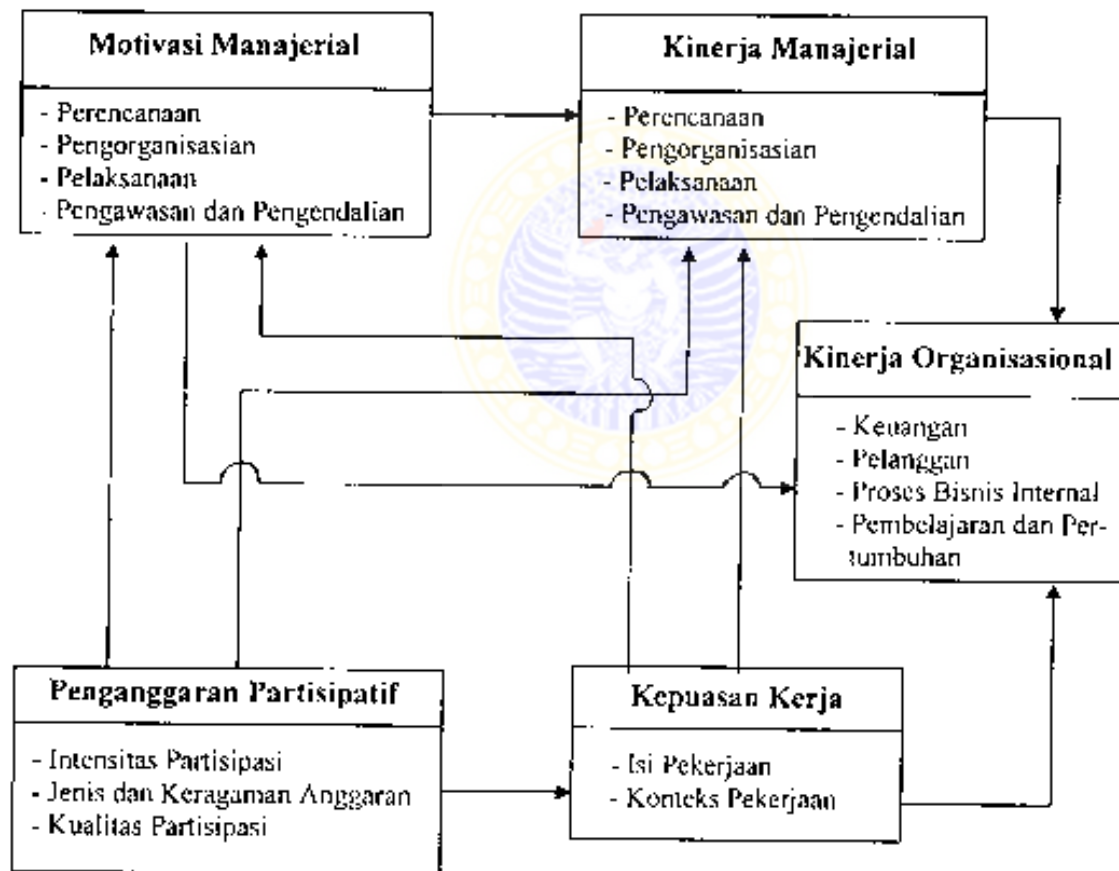 Motivasi Manajerial
- Perencanaan
- Pengorganisasian
- Pelaksanaan
- Pengawasan dan Pengendalian
Kinerja Manajerial
- Perencanaan
- Pengorganisasian
- Pelaksanaan
- Pengawasan dan Pengendalian
Kinerja Organisasional
- Keuangan
- Pelanggan
- Proses Bisnis Internal
- Pembelajaran dan Per-
tumbuhan
Penganggaran Partisipatif
- Intensitas Partisipasi
- Jenis dan Keragaman Anggaran
- Kualitas Partisipasi
Kepuasan Kerja
- Isi Pekerjaan
- Konteks Pekerjaan